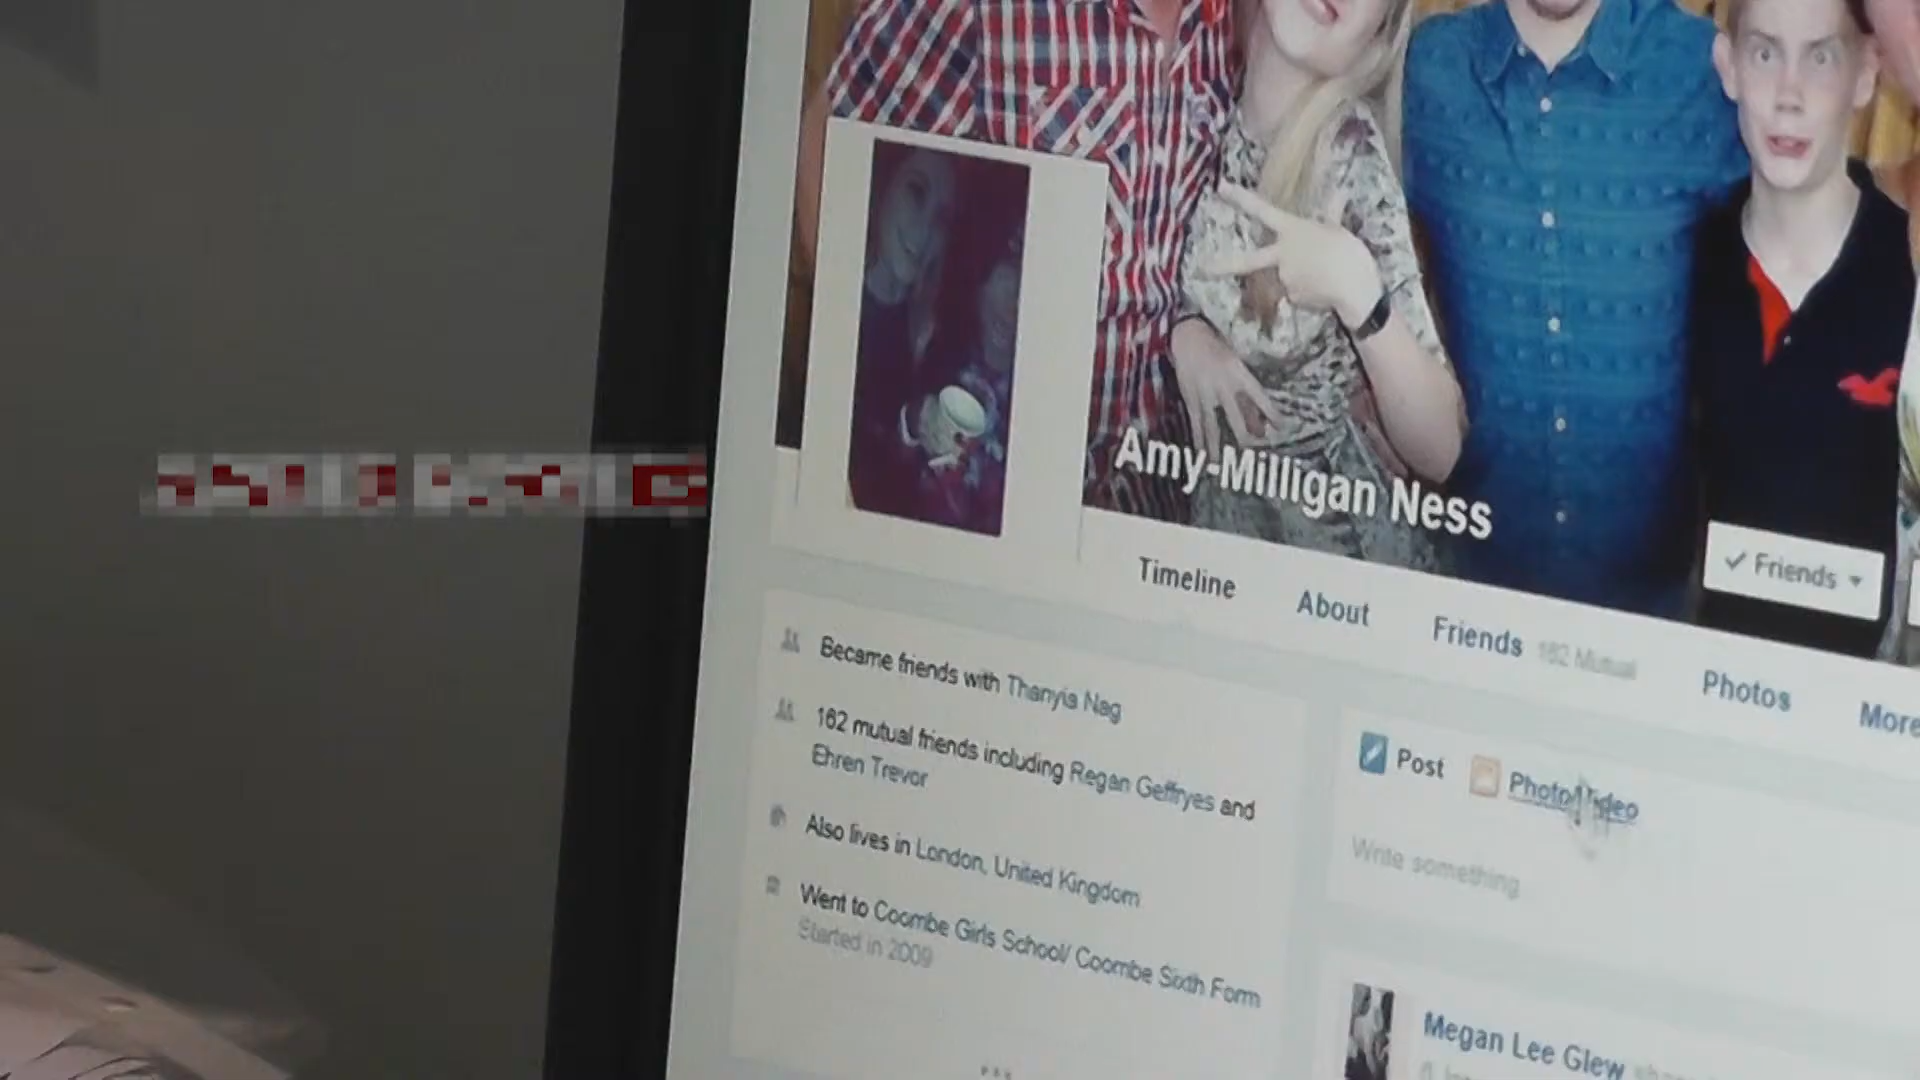 Amy-Milligan Ness
Friends
Timeline
About
Friends 162 Mutual
Photos
More
Became friends with Thanyia Nag
162 mutual friends including Regan Geffryes and
Ehren Trevor
Also lives in London, United Kingdom
Went to Coombe Girls School/ Coombe Sixth Form
Started in 2009
Post
Photo/Video
Write something
Megan Lee Glew